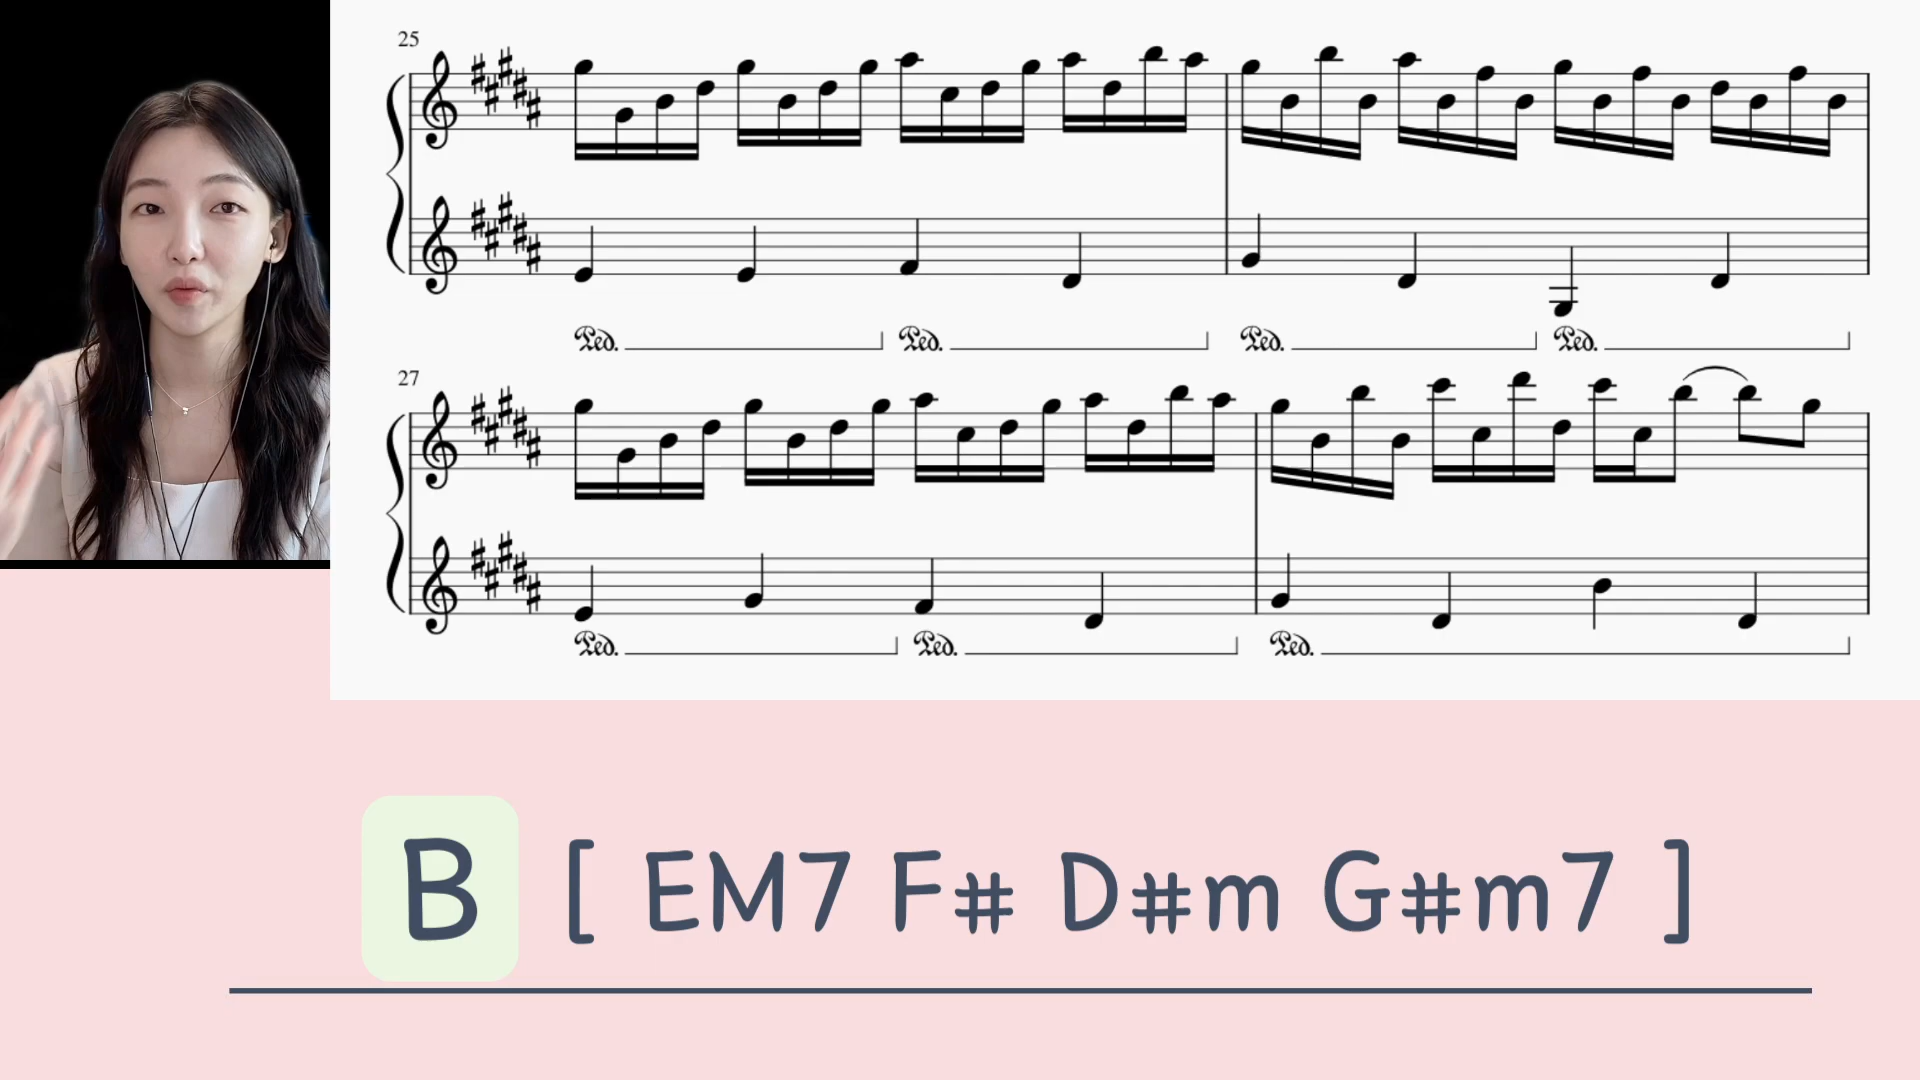 25
Ped. Ped. Ped. Ped.
27
Ped. Ped. Ped.
B [ EM7 F# D#m G#m7 ]